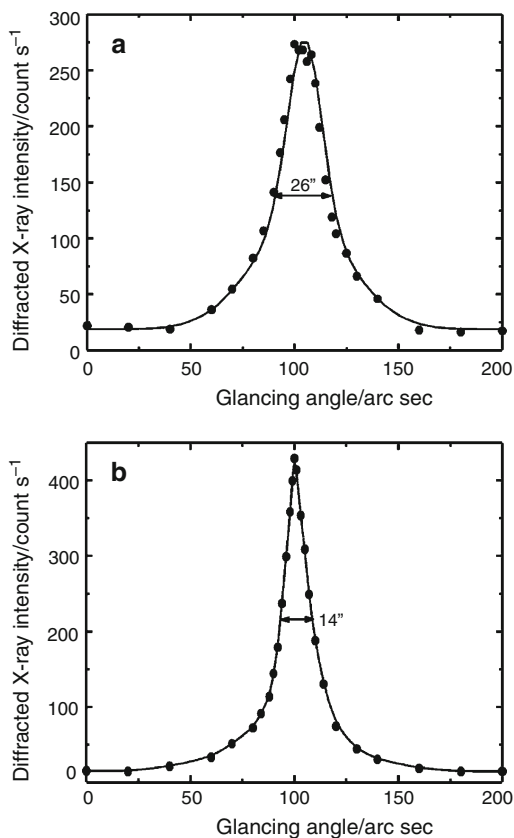 a
300
250
200
150
100
50
0
26”
0 50 100 150 200
Diffracted X-ray intensity/count s⁻¹
Glancing angle/arc sec
b
400
300
200
100
0
14”
0 50 100 150 200
Diffracted X-ray intensity/count s⁻¹
Glancing angle/arc sec